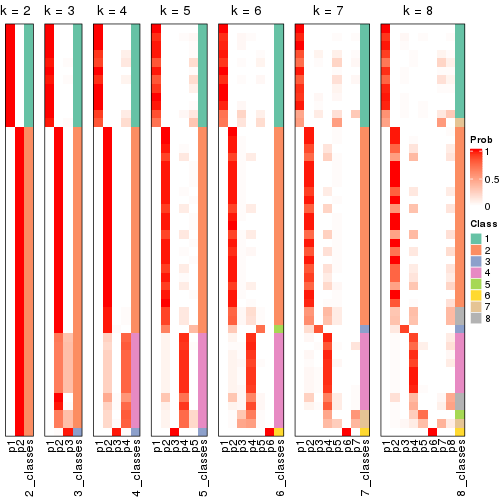 k = 2 k = 3 k = 4 k = 5 k = 6 k = 7 k = 8
Prob
1
0.5
0
Class
1
2
3
4
5
6
7
8
p1 p2 2_classes
p1 p2 p3 3_classes
p1 p2 p3 p4 4_classes
p1 p2 p3 p4 p5 5_classes
p1 p2 p3 p4 p5 p6 6_classes
p1 p2 p3 p4 p5 p6 p7 7_classes
p1 p2 p3 p4 p5 p6 p7 p8 8_classes